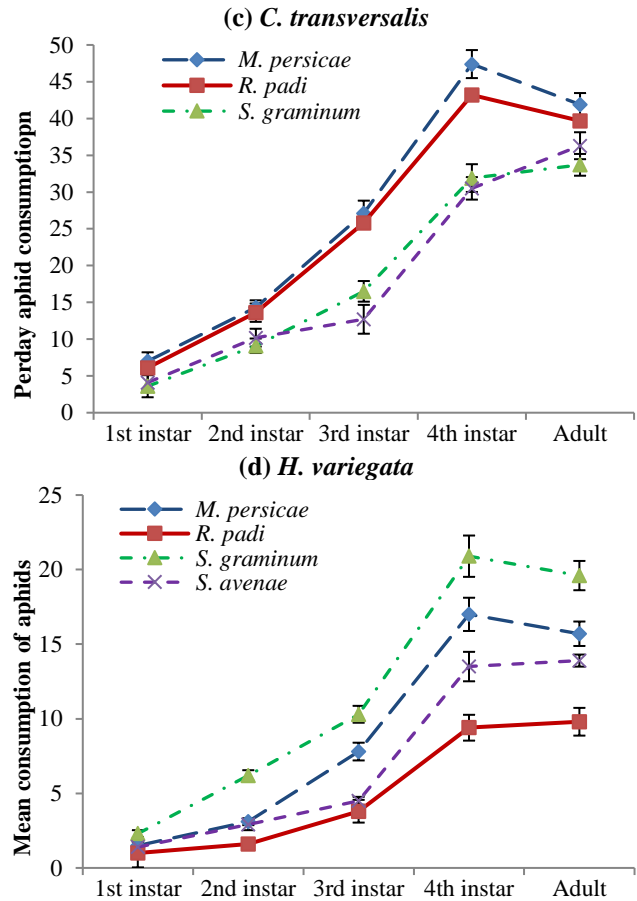 (c) C. transversalis
M. persicae
R. padi
S. graminum
Perday aphid consumptiopn
50
45
40
35
30
25
20
15
10
5
0
1st instar 2nd instar 3rd instar 4th instar Adult
(d) H. variegata
M. persicae
R. padi
S. graminum
S. avenae
Mean consumption of aphids
25
20
15
10
5
0
1st instar 2nd instar 3rd instar 4th instar Adult